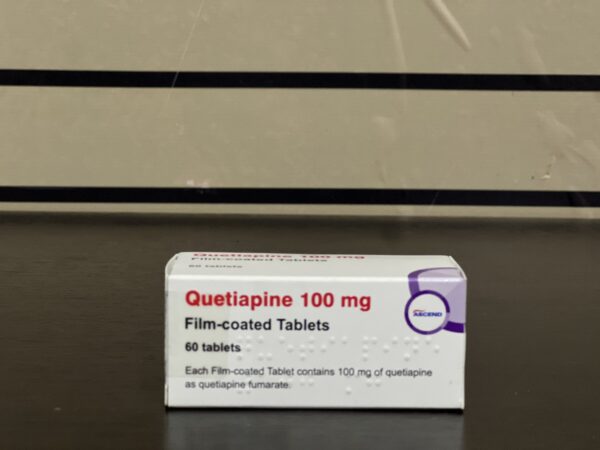 Quetiapine 100 mg
Film-coated Tablets
60 tablets
Quetiapine 100 mg
Film-coated Tablets
60 tablets
ASCEND
Each Film-coated Tablet contains 100 mg of quetiapine
as quetiapine fumarate.